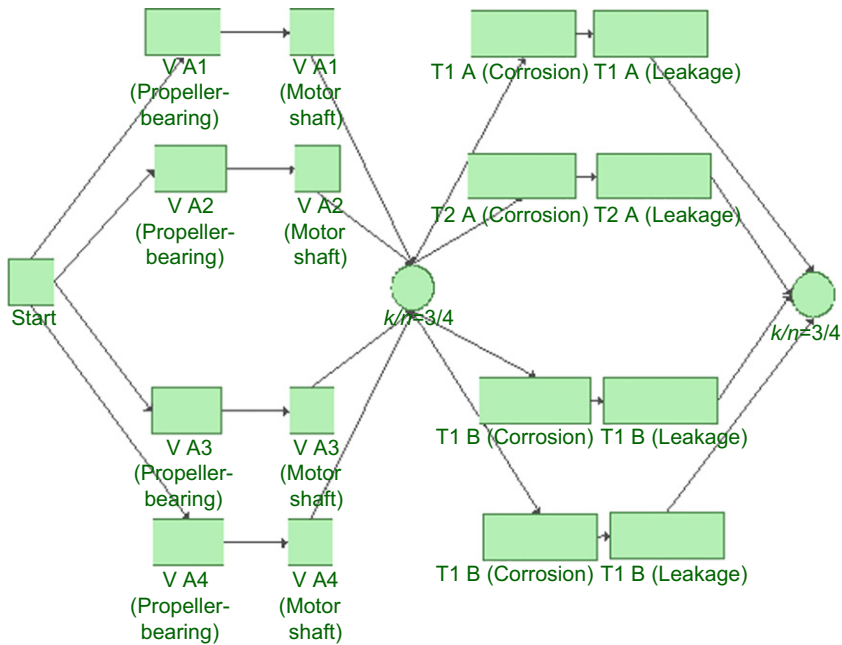 V A1
(Propeller-
bearing)
V A1
(Motor
shaft)
T1 A (Corrosion)
T1 A (Leakage)
V A2
(Propeller-
bearing)
V A2
(Motor
shaft)
T2 A (Corrosion)
T2 A (Leakage)
Start
k/n=3/4
k/n=3/4
V A3
(Propeller-
bearing)
V A3
(Motor
shaft)
T1 B (Corrosion)
T1 B (Leakage)
V A4
(Propeller-
bearing)
V A4
(Motor
shaft)
T1 B (Corrosion)
T1 B (Leakage)